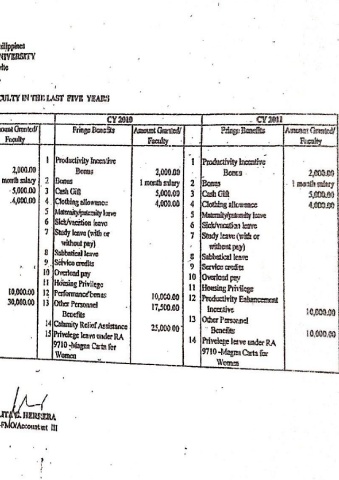 ilippines
NIVERSITY
CULTY IN THE LAST FIVE YEARS
CY 2010 CY 2011
mount Granted/ Fringe Benefits Amount Granted/ Fringe Benefits Amount Granted/
Faculty Faculty Faculty
1 Productivity Incentive 1 Productivity Incentive
2,000.00 Bonus 2,000.00 Bonus 2,000.00
month salary 2 Bonus 1 month salary 2 Bonus 1 month salary
5,000.00 3 Cash Gift 5,000.00 3 Cash Gift 5,000.00
4,000.00 4 Clothing allowance 4,000.00 4 Clothing allowance 4,000.00
5 Maternity/paternity leave 5 Maternity/paternity leave
6 Sick/vacation leave 6 Sick/vacation leave
7 Study leave (with or 7 Study leave (with or
without pay) without pay)
8 Sabbatical leave 8 Sabbatical leave
9 Service credits 9 Service credits
10 Overload pay 10 Overload pay
11 Housing Privilege 11 Housing Privilege
10,000.00 12 Performance bonus 10,000.00 12 Productivity Enhancement
30,000.00 13 Other Personnel 17,500.00 Incentive 10,000.00
Benefits 13 Other Personnel
14 Calamity Relief Assistance 25,000.00 Benefits 10,000.00
15 Privelege leave under RA 14 Privelege leave under RA
9710 -Magna Carta for 9710 -Magna Carta for
Women Women
HERRERA
FMO/Accountant III